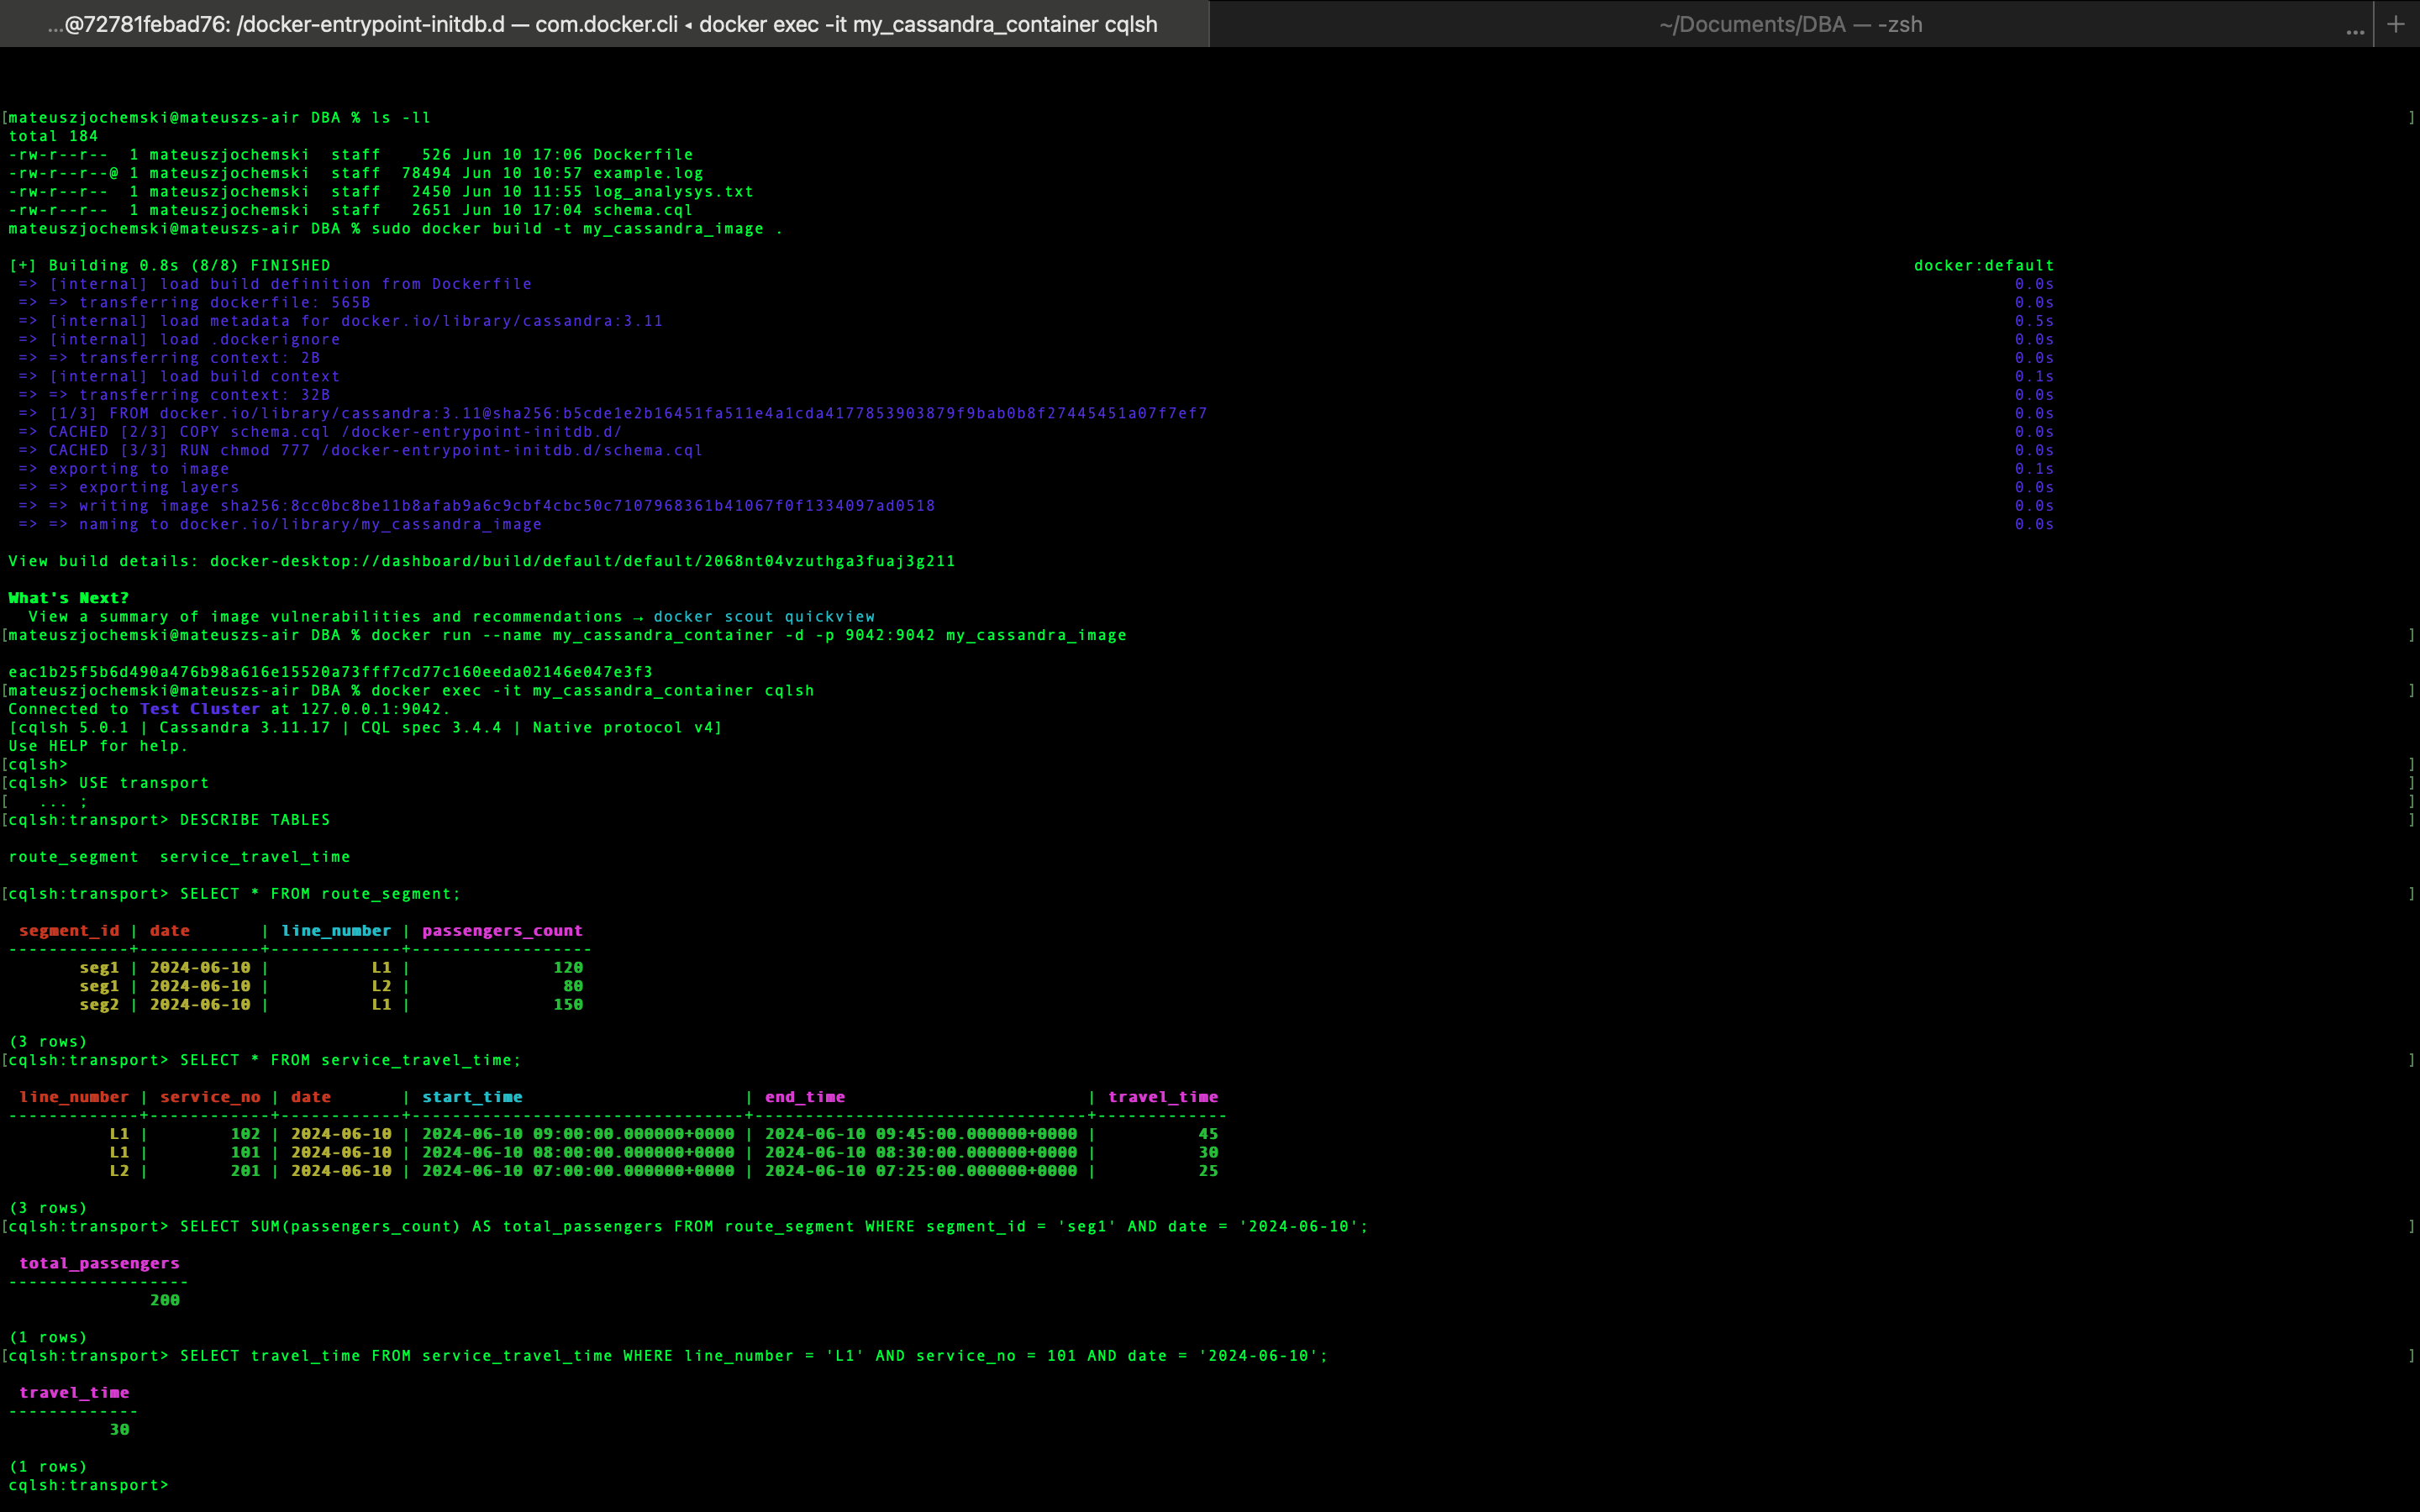 ...@72781febad76: /docker-entrypoint-initdb.d — com.docker.cli ◂ docker exec -it my_cassandra_container cqlsh
~/Documents/DBA — -zsh ... +
[mateuszjochemski@mateuszs-air DBA % ls -ll ]
total 184
-rw-r--r-- 1 mateuszjochemski staff 526 Jun 10 17:06 Dockerfile
-rw-r--r--@ 1 mateuszjochemski staff 78494 Jun 10 10:57 example.log
-rw-r--r-- 1 mateuszjochemski staff 2450 Jun 10 11:55 log_analysys.txt
-rw-r--r-- 1 mateuszjochemski staff 2651 Jun 10 17:04 schema.cql
mateuszjochemski@mateuszs-air DBA % sudo docker build -t my_cassandra_image .
[+] Building 0.8s (8/8) FINISHED docker:default
=> [internal] load build definition from Dockerfile 0.0s
=> => transferring dockerfile: 565B 0.0s
=> [internal] load metadata for docker.io/library/cassandra:3.11 0.5s
=> [internal] load .dockerignore 0.0s
=> => transferring context: 2B 0.0s
=> [internal] load build context 0.1s
=> => transferring context: 32B 0.0s
=> [1/3] FROM docker.io/library/cassandra:3.11@sha256:b5cde1e2b16451fa511e4a1cda4177853903879f9bab0b8f27445451a07f7ef7 0.0s
=> CACHED [2/3] COPY schema.cql /docker-entrypoint-initdb.d/ 0.0s
=> CACHED [3/3] RUN chmod 777 /docker-entrypoint-initdb.d/schema.cql 0.0s
=> exporting to image 0.1s
=> => exporting layers 0.0s
=> => writing image sha256:8cc0bc8be11b8afab9a6c9cbf4cbc50c7107968361b41067f0f1334097ad0518 0.0s
=> => naming to docker.io/library/my_cassandra_image 0.0s
View build details: docker-desktop://dashboard/build/default/default/2068nt04vzuthga3fuaj3g211
What's Next?
View a summary of image vulnerabilities and recommendations → docker scout quickview
[mateuszjochemski@mateuszs-air DBA % docker run --name my_cassandra_container -d -p 9042:9042 my_cassandra_image ]
eac1b25f5b6d490a476b98a616e15520a73fff7cd77c160eeda02146e047e3f3
[mateuszjochemski@mateuszs-air DBA % docker exec -it my_cassandra_container cqlsh ]
Connected to Test Cluster at 127.0.0.1:9042.
[cqlsh 5.0.1 | Cassandra 3.11.17 | CQL spec 3.4.4 | Native protocol v4]
Use HELP for help.
[cqlsh> ]
[cqlsh> USE transport ]
[ ... ; ]
[cqlsh:transport> DESCRIBE TABLES ]
route_segment service_travel_time
[cqlsh:transport> SELECT * FROM route_segment; ]
segment_id | date | line_number | passengers_count
------------+------------+-------------+------------------
seg1 | 2024-06-10 | L1 | 120
seg1 | 2024-06-10 | L2 | 80
seg2 | 2024-06-10 | L1 | 150
(3 rows)
[cqlsh:transport> SELECT * FROM service_travel_time; ]
line_number | service_no | date | start_time | end_time | travel_time
-------------+------------+------------+---------------------------------+---------------------------------+-------------
L1 | 102 | 2024-06-10 | 2024-06-10 09:00:00.000000+0000 | 2024-06-10 09:45:00.000000+0000 | 45
L1 | 101 | 2024-06-10 | 2024-06-10 08:00:00.000000+0000 | 2024-06-10 08:30:00.000000+0000 | 30
L2 | 201 | 2024-06-10 | 2024-06-10 07:00:00.000000+0000 | 2024-06-10 07:25:00.000000+0000 | 25
(3 rows)
[cqlsh:transport> SELECT SUM(passengers_count) AS total_passengers FROM route_segment WHERE segment_id = 'seg1' AND date = '2024-06-10'; ]
total_passengers
------------------
200
(1 rows)
[cqlsh:transport> SELECT travel_time FROM service_travel_time WHERE line_number = 'L1' AND service_no = 101 AND date = '2024-06-10'; ]
travel_time
-------------
30
(1 rows)
cqlsh:transport>